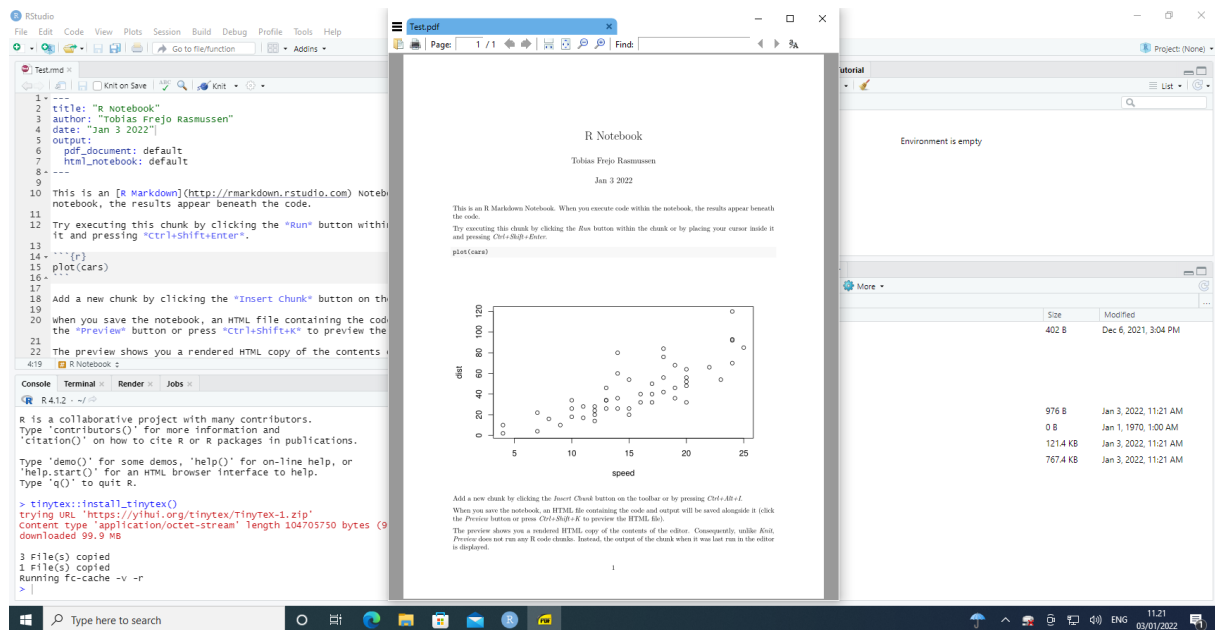 RStudio
File Edit Code View Plots Session Build Debug Profile Tools Help
Go to file/function Addins
Project: (None)
Test.rmd
Knit on Save ABC Knit
1 ---
2 title: "R Notebook"
3 author: "Tobias Frejo Rasmussen"
4 date: "Jan 3 2022"
5 output:
6 pdf_document: default
7 html_notebook: default
8 ---
9
10 This is an [R Markdown](http://rmarkdown.rstudio.com) Noteb
notebook, the results appear beneath the code.
11
12 Try executing this chunk by clicking the *Run* button withi
it and pressing *Ctrl+Shift+Enter*.
13
14 ```{r}
15 plot(cars)
16 ```
17
18 Add a new chunk by clicking the *Insert Chunk* button on th
19
20 When you save the notebook, an HTML file containing the cod
the *Preview* button or press *Ctrl+Shift+K* to preview the
21
22 The preview shows you a rendered HTML copy of the contents
4:19 R Notebook
Console Terminal Render Jobs
R 4.1.2 · ~/
R is a collaborative project with many contributors.
Type 'contributors()' for more information and
'citation()' on how to cite R or R packages in publications.
Type 'demo()' for some demos, 'help()' for on-line help, or
'help.start()' for an HTML browser interface to help.
Type 'q()' to quit R.
> tinytex::install_tinytex()
trying URL 'https://yihui.org/tinytex/TinyTeX-1.zip'
Content type 'application/octet-stream' length 104705750 bytes (9
downloaded 99.9 MB
3 File(s) copied
1 File(s) copied
Running fc-cache -v -r
>
Test.pdf
Page: 1 / 1 Find:
R Notebook
Tobias Frejo Rasmussen
Jan 3 2022
This is an R Markdown Notebook. When you execute code within the notebook, the results appear beneath
the code.
Try executing this chunk by clicking the Run button within the chunk or by placing your cursor inside it
and pressing Ctrl+Shift+Enter.
plot(cars)
120
100
80
60
40
20
0
dist
5 10 15 20 25
speed
Add a new chunk by clicking the Insert Chunk button on the toolbar or by pressing Ctrl+Alt+I.
When you save the notebook, an HTML file containing the code and output will be saved alongside it (click
the Preview button or press Ctrl+Shift+K to preview the HTML file).
The preview shows you a rendered HTML copy of the contents of the editor. Consequently, unlike Knit,
Preview does not run any R code chunks. Instead, the output of the chunk when it was last run in the editor
is displayed.
1
utorial
List
Environment is empty
More
Size Modified
402 B Dec 6, 2021, 3:04 PM
976 B Jan 3, 2022, 11:21 AM
0 B Jan 1, 1970, 1:00 AM
121.4 KB Jan 3, 2022, 11:21 AM
767.4 KB Jan 3, 2022, 11:21 AM
Type here to search
ENG
11.21
03/01/2022